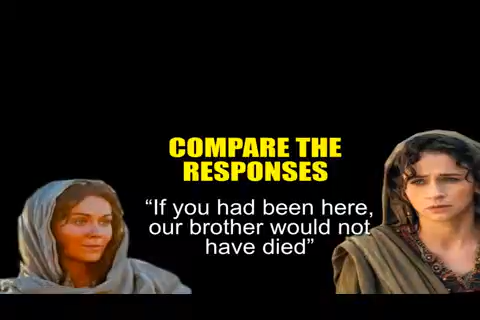 COMPARE THE
RESPONSES
“If you had been here,
our brother would not
have died”